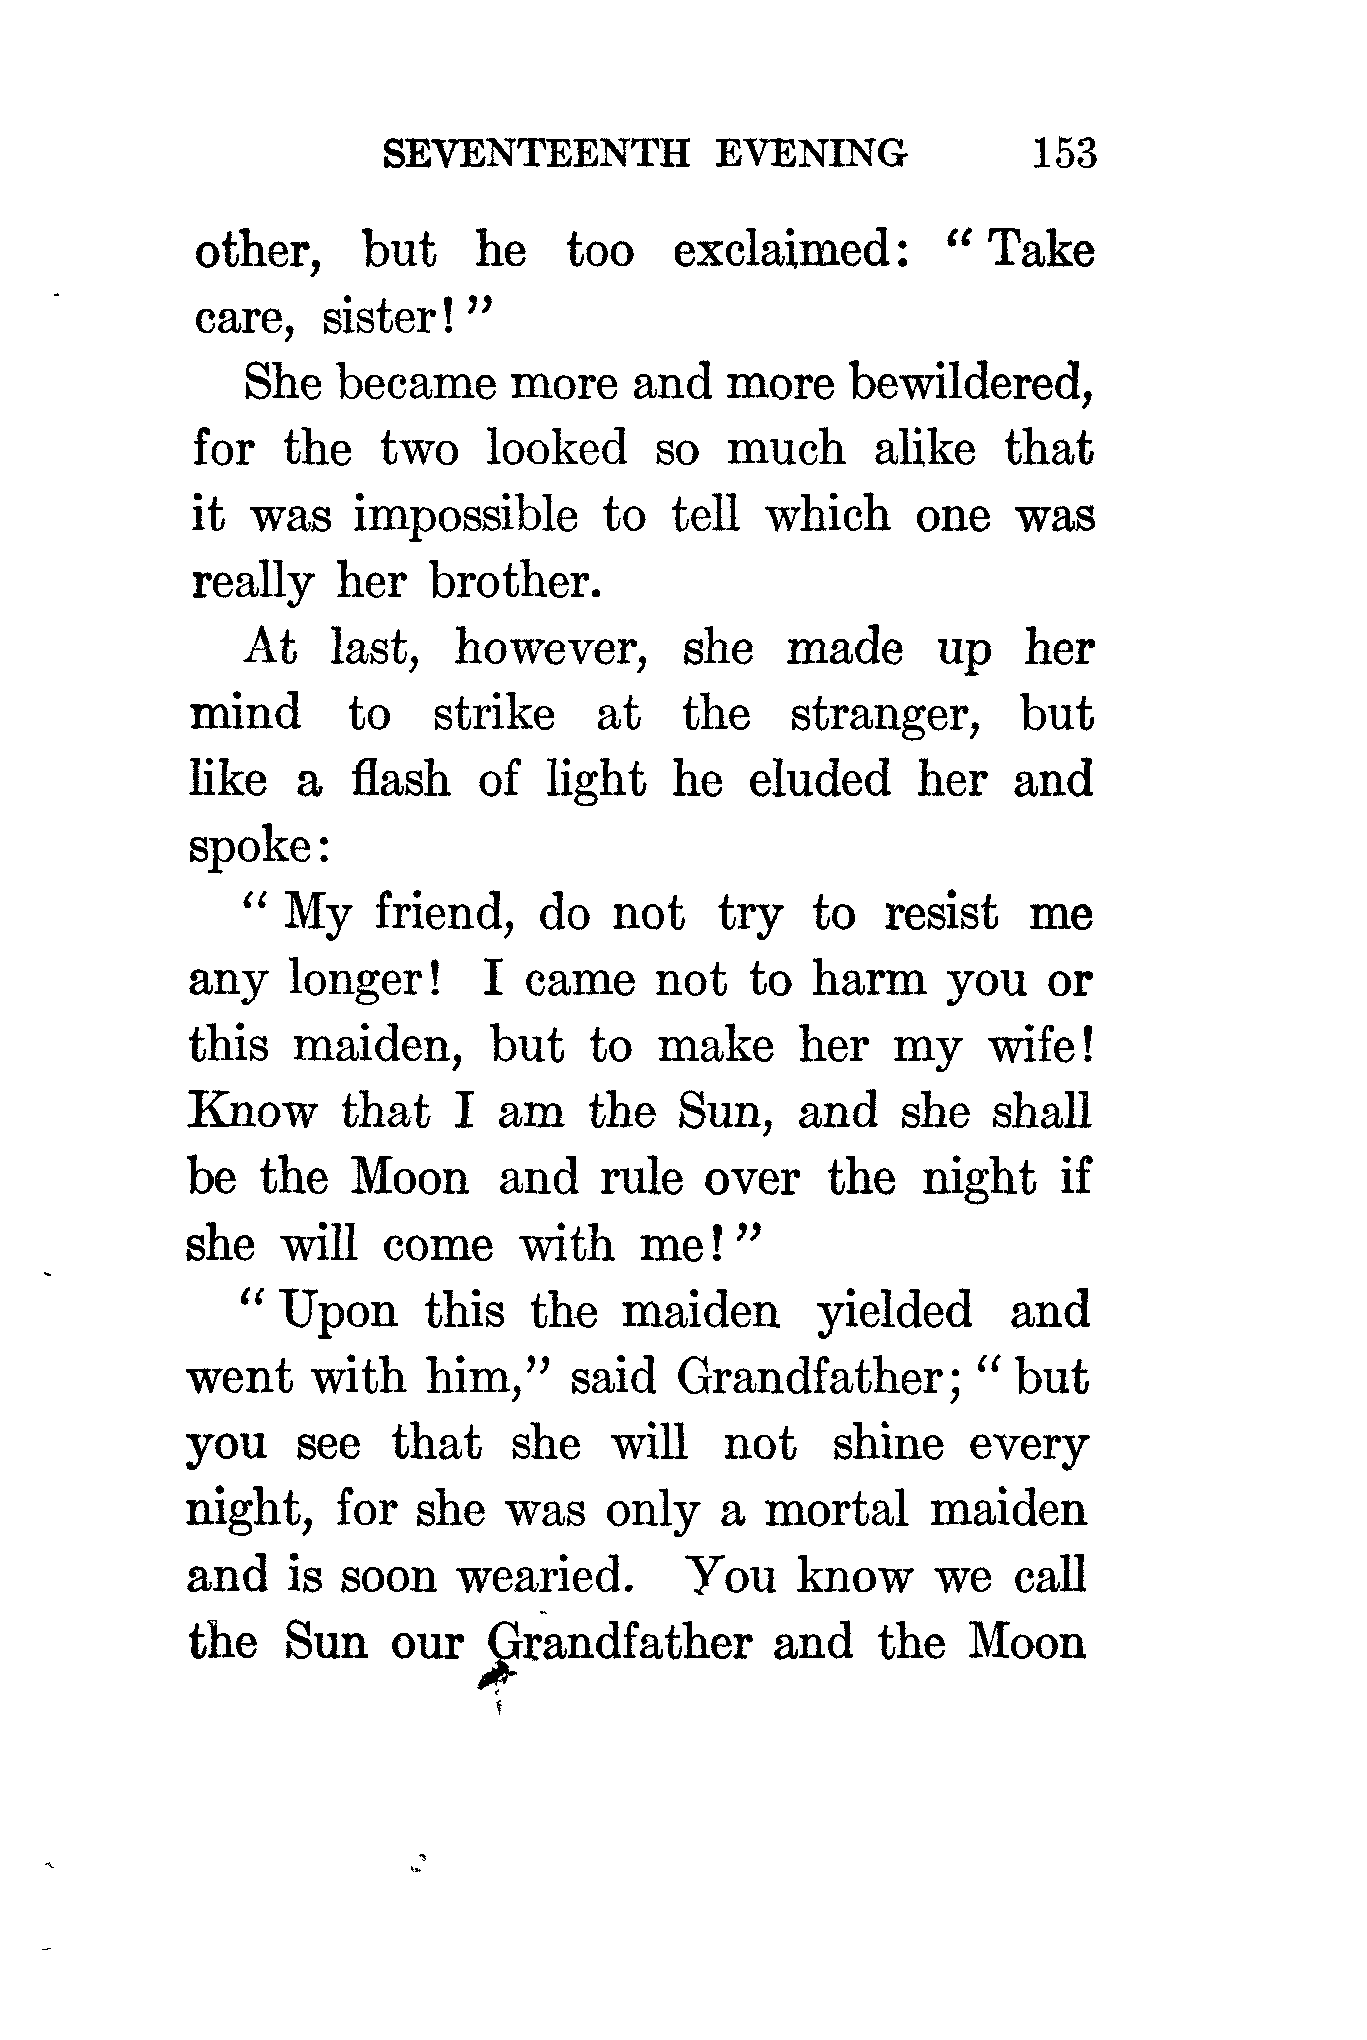 SEVENTEENTH EVENING 153
other, but he too exclaimed: " Take
care, sister! "
She became more and more bewildered,
for the two looked so much alike that
it was impossible to tell which one was
really her brother.
At last, however, she made up her
mind to strike at the stranger, but
like a flash of light he eluded her and
spoke:
" My friend, do not try to resist me
any longer! I came not to harm you or
this maiden, but to make her my wife!
Know that I am the Sun, and she shall
be the Moon and rule over the night if
she will come with me! "
" Upon this the maiden yielded and
went with him," said Grandfather; " but
you see that she will not shine every
night, for she was only a mortal maiden
and is soon wearied. You know we call
the Sun our Grandfather and the Moon